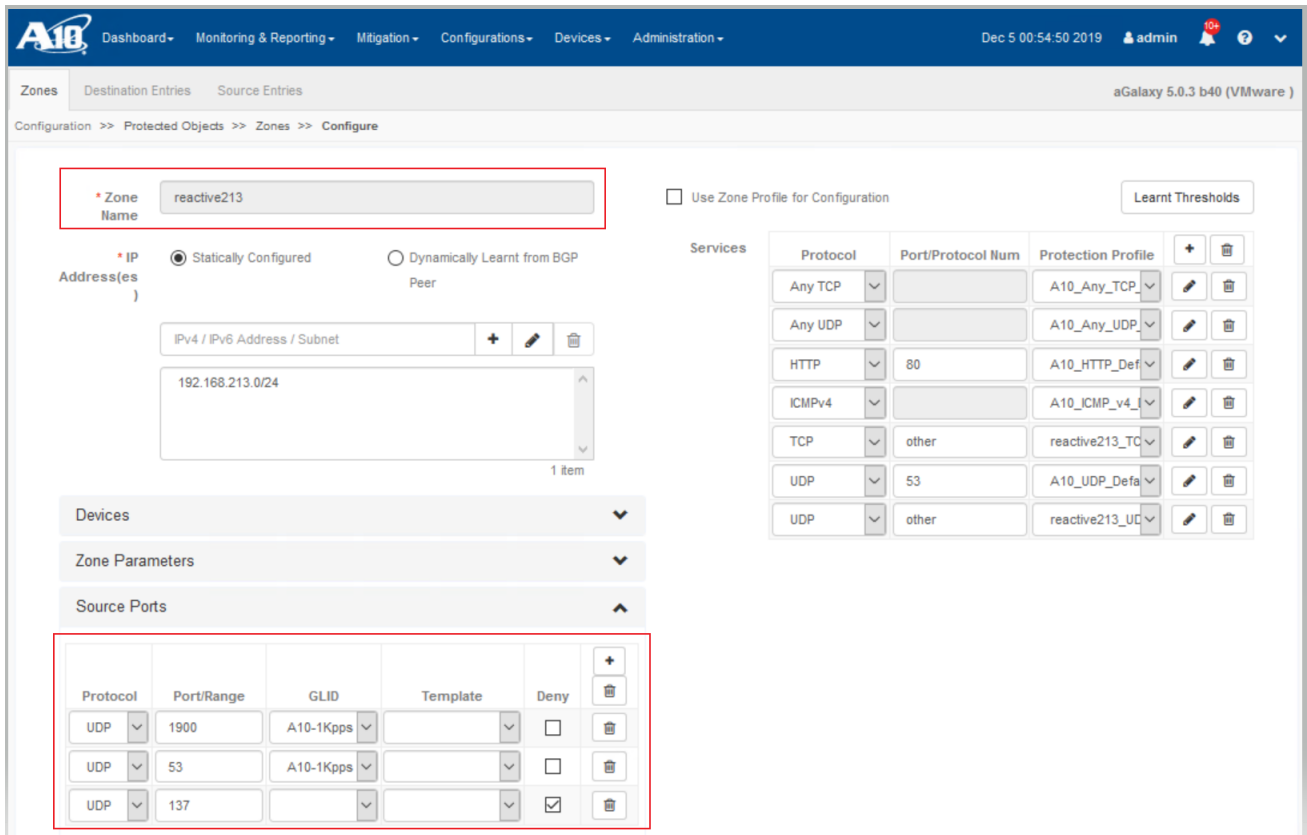 A10 Dashboard Monitoring & Reporting Mitigation Configurations Devices Administration Dec 5 00:54:50 2019 admin 10+ ?
Zones Destination Entries Source Entries aGalaxy 5.0.3 b40 (VMware )
Configuration >> Protected Objects >> Zones >> Configure
* Zone
Name
reactive213
* IP
Address(es
)
Statically Configured
Dynamically Learnt from BGP
Peer
IPv4 / IPv6 Address / Subnet
192.168.213.0/24
1 item
Devices
Zone Parameters
Source Ports
Protocol Port/Range GLID Template Deny
UDP 1900 A10-1Kpps
UDP 53 A10-1Kpps
UDP 137
Use Zone Profile for Configuration Learnt Thresholds
Services
Protocol Port/Protocol Num Protection Profile
Any TCP A10_Any_TCP_
Any UDP A10_Any_UDP_
HTTP 80 A10_HTTP_Def
ICMPv4 A10_ICMP_v4_
TCP other reactive213_TC
UDP 53 A10_UDP_Defa
UDP other reactive213_UD